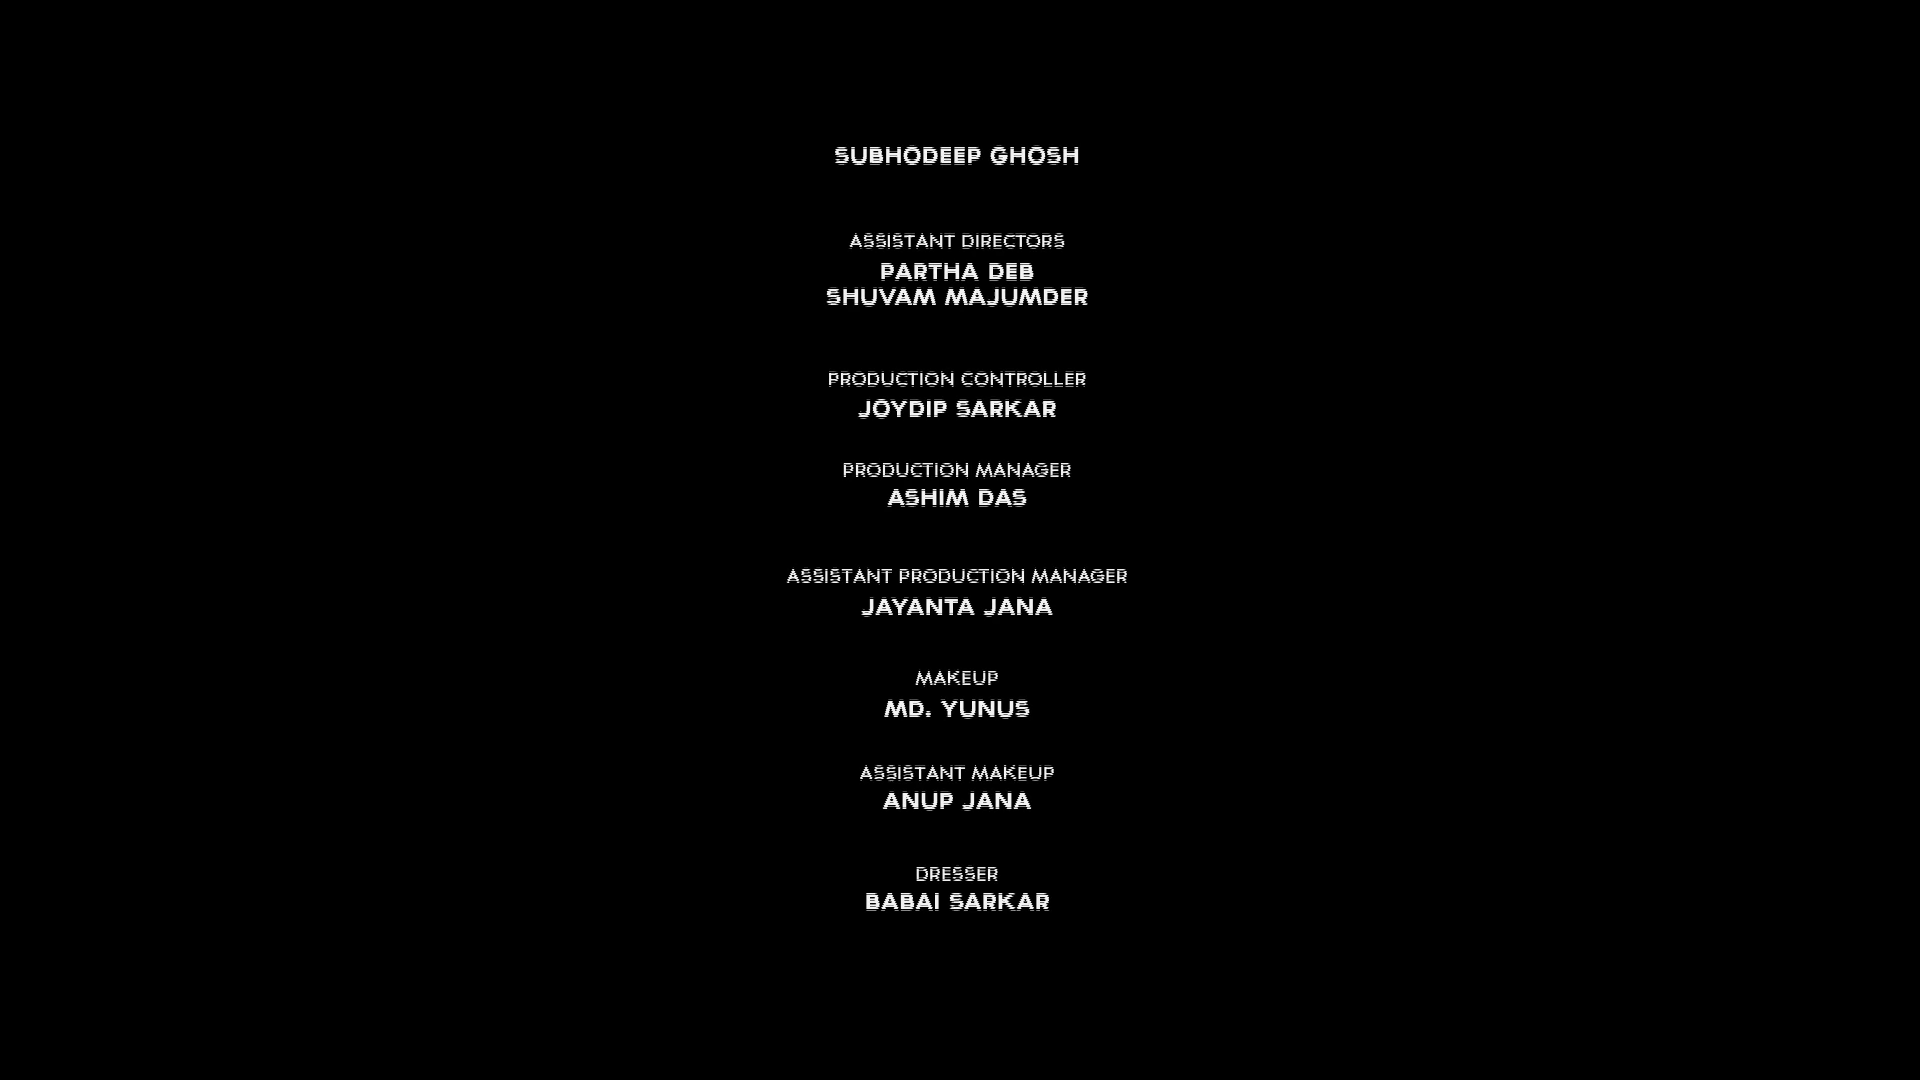 SUBHODEEP GHOSH
ASSISTANT DIRECTORS
PARTHA DEB
SHUVAM MAJUMDER
PRODUCTION CONTROLLER
JOYDIP SARKAR
PRODUCTION MANAGER
ASHIM DAS
ASSISTANT PRODUCTION MANAGER
JAYANTA JANA
MAKEUP
MD. YUNUS
ASSISTANT MAKEUP
ANUP JANA
DRESSER
BABAI SARKAR